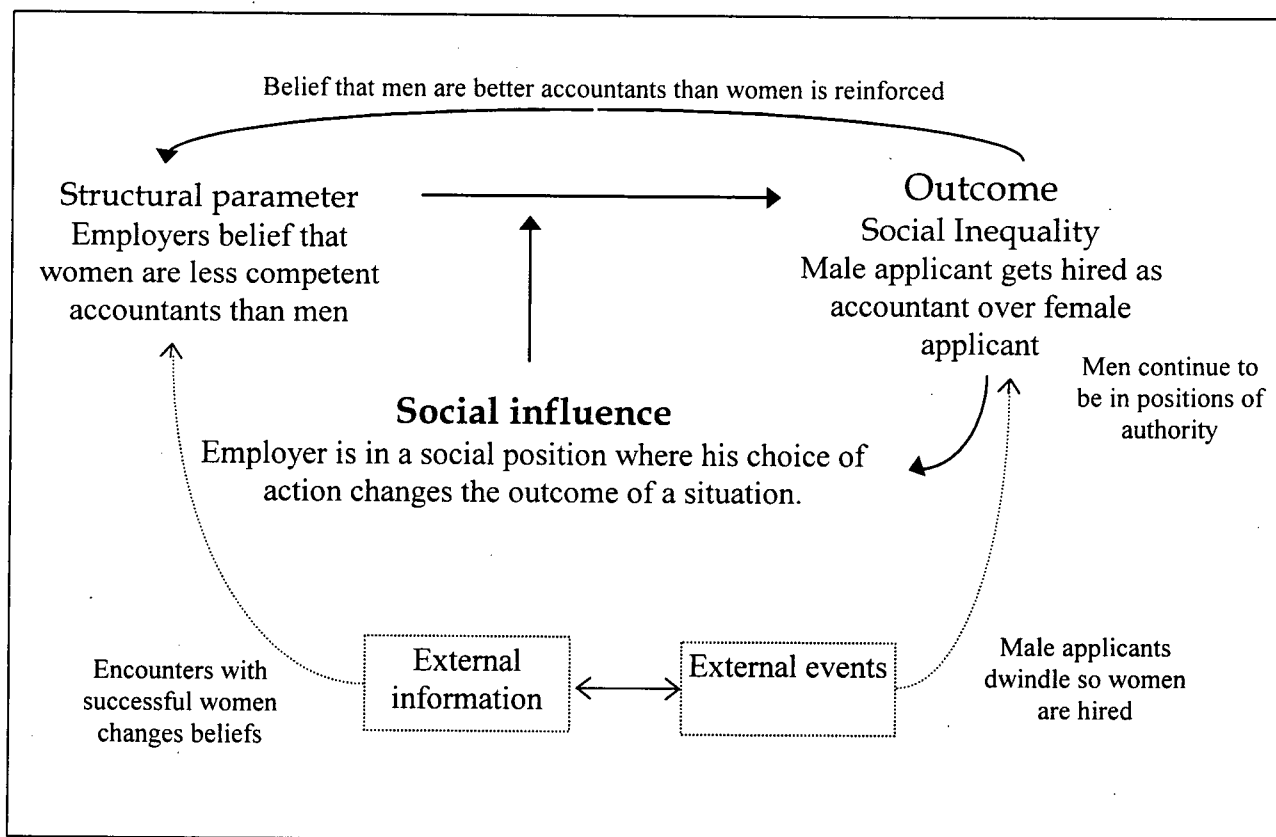 Belief that men are better accountants than women is reinforced
Structural parameter
Employers belief that
women are less competent
accountants than men
Outcome
Social Inequality
Male applicant gets hired as
accountant over female
applicant
Men continue to
be in positions of
authority
Social influence
Employer is in a social position where his choice of
action changes the outcome of a situation.
Encounters with
successful women
changes beliefs
External
information
External events
Male applicants
dwindle so women
are hired